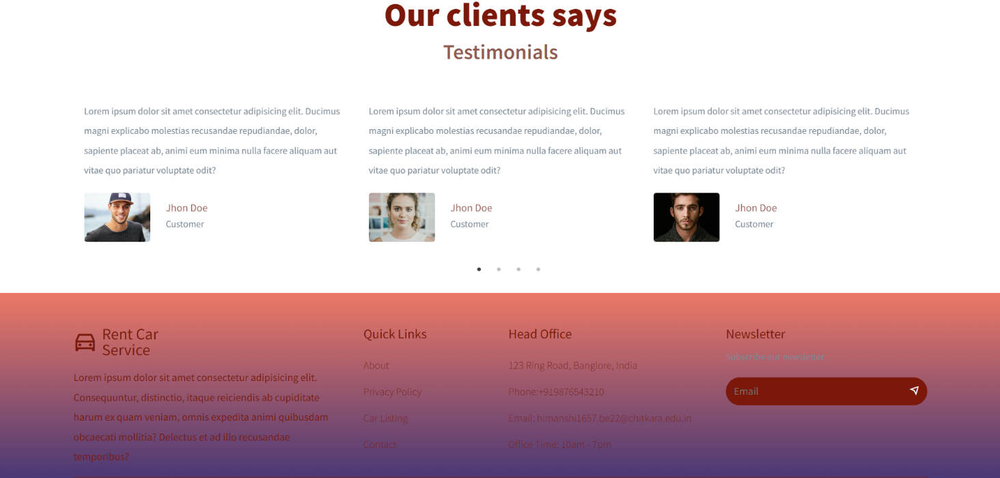 Our clients says
Testimonials
Lorem ipsum dolor sit amet consectetur adipisicing elit. Ducimus
magni explicabo molestias recusandae repudiandae, dolor,
sapiente placeat ab, animi eum minima nulla facere aliquam aut
vitae quo pariatur voluptate odit?
Jhon Doe
Customer
Lorem ipsum dolor sit amet consectetur adipisicing elit. Ducimus
magni explicabo molestias recusandae repudiandae, dolor,
sapiente placeat ab, animi eum minima nulla facere aliquam aut
vitae quo pariatur voluptate odit?
Jhon Doe
Customer
Lorem ipsum dolor sit amet consectetur adipisicing elit. Ducimus
magni explicabo molestias recusandae repudiandae, dolor,
sapiente placeat ab, animi eum minima nulla facere aliquam aut
vitae quo pariatur voluptate odit?
Jhon Doe
Customer
Rent Car
Service
Lorem ipsum dolor sit amet consectetur adipisicing elit.
Consequuntur, distinctio, itaque reiciendis ab cupiditate
harum ex quam veniam, omnis expedita animi quibusdam
obcaecati mollitia? Delectus et ad illo recusandae
temporibus?
Quick Links
About
Privacy Policy
Car Listing
Contact
Head Office
123 Ring Road, Banglore, India
Phone:+919876543210
Email: himanshi1657.be22@chitkara.edu.in
Office Time: 10am - 7pm
Newsletter
Subscribe our newsletter
Email